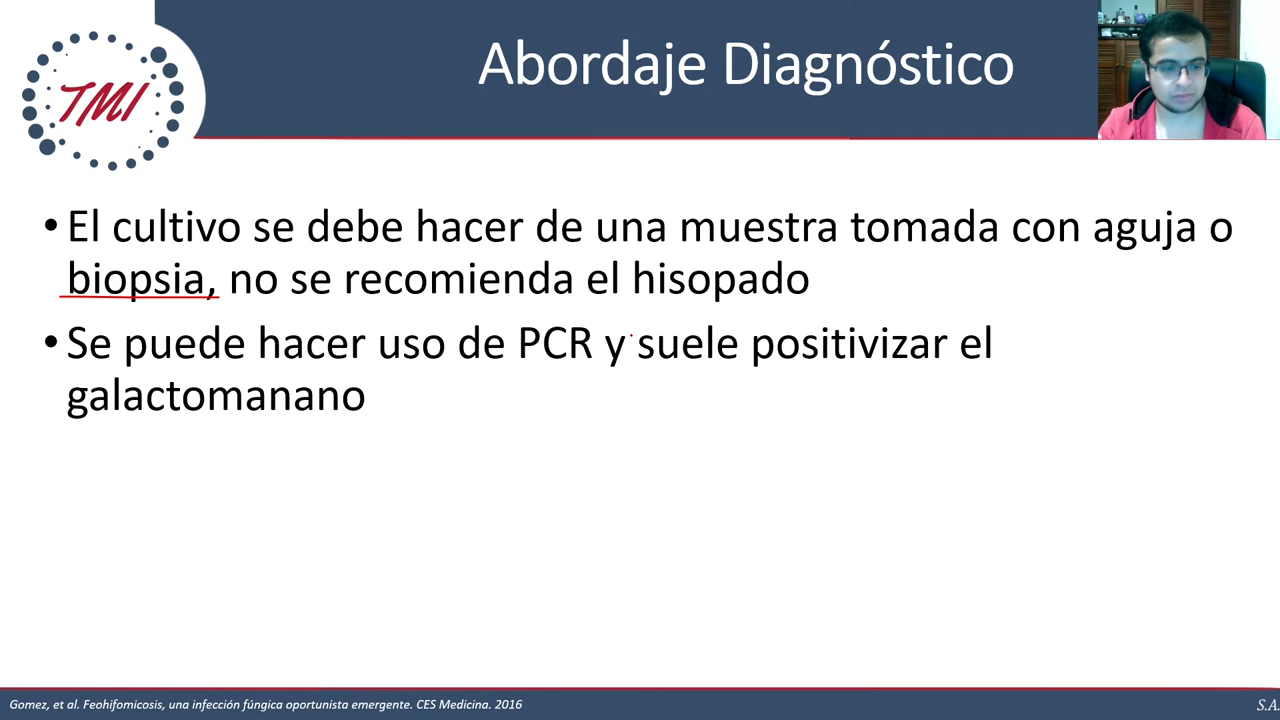 TMI
Abordaje Diagnóstico
• El cultivo se debe hacer de una muestra tomada con aguja o
biopsia, no se recomienda el hisopado
• Se puede hacer uso de PCR y suele positivizar el
galactomanano
Gomez, et al. Feohifomicosis, una infección fúngica oportunista emergente. CES Medicina. 2016
S.A.